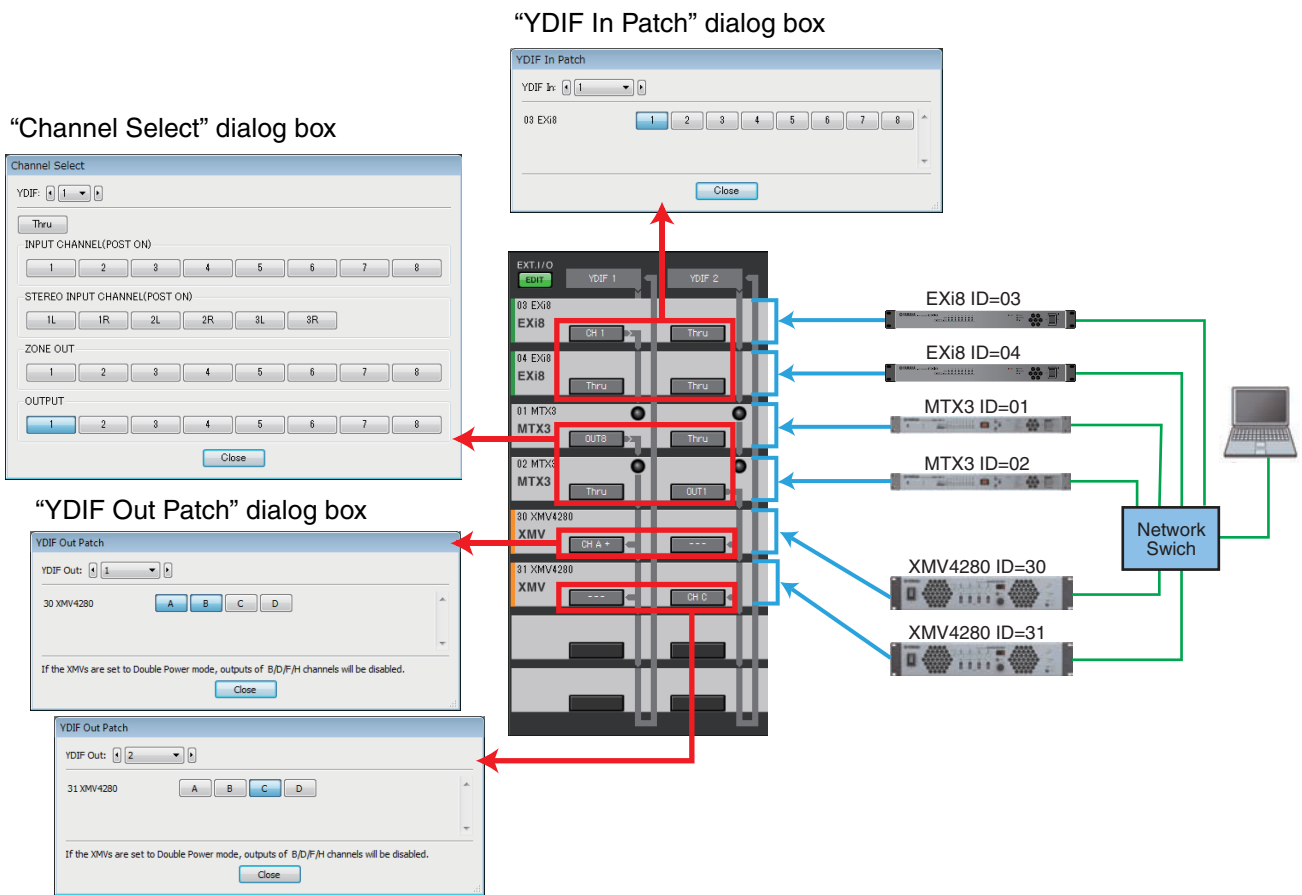 “YDIF In Patch” dialog box
YDIF In Patch
YDIF In: 1
03 EXi8 1 2 3 4 5 6 7 8
Close
“Channel Select” dialog box
Channel Select
YDIF: 1
Thru
INPUT CHANNEL(POST ON)
1 2 3 4 5 6 7 8
STEREO INPUT CHANNEL(POST ON)
1L 1R 2L 2R 3L 3R
ZONE OUT
1 2 3 4 5 6 7 8
OUTPUT
1 2 3 4 5 6 7 8
Close
“YDIF Out Patch” dialog box
YDIF Out Patch
YDIF Out: 1
30 XMV4280 A B C D
If the XMVs are set to Double Power mode, outputs of B/D/F/H channels will be disabled.
Close
YDIF Out Patch
YDIF Out: 2
31 XMV4280 A B C D
If the XMVs are set to Double Power mode, outputs of B/D/F/H channels will be disabled.
Close
EXT.I/O
EDIT YDIF 1 YDIF 2
03 EXi8
EXi8
CH 1 Thru
04 EXi8
EXi8
Thru Thru
01 MTX3
MTX3
OUT8 Thru
02 MTX3
MTX3
Thru OUT1
30 XMV4280
XMV
CH A + ---
31 XMV4280
XMV
--- CH C
EXi8 ID=03
EXi8 ID=04
MTX3 ID=01
MTX3 ID=02
XMV4280 ID=30
XMV4280 ID=31
Network
Swich